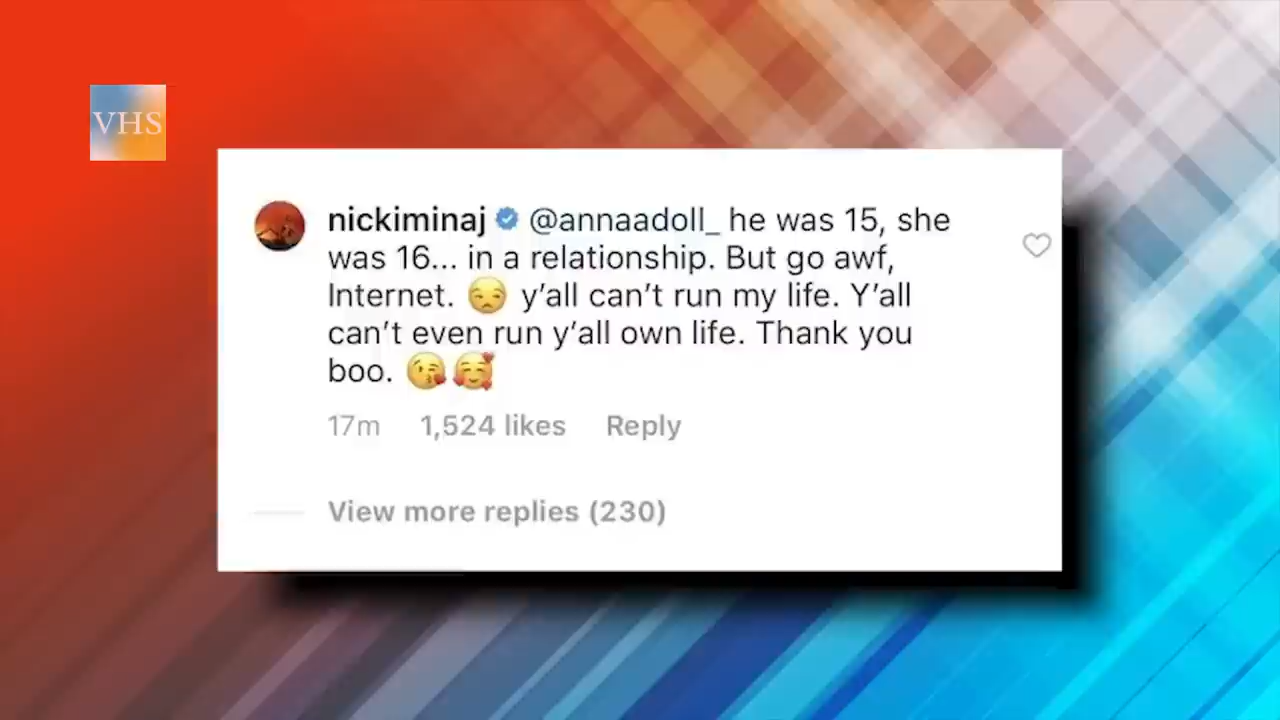 VHS
nickiminaj @annaadoll_ he was 15, she
was 16... in a relationship. But go awf,
Internet. 😒 y'all can't run my life. Y'all
can't even run y'all own life. Thank you
boo. 😘🥰
17m 1,524 likes Reply
View more replies (230)